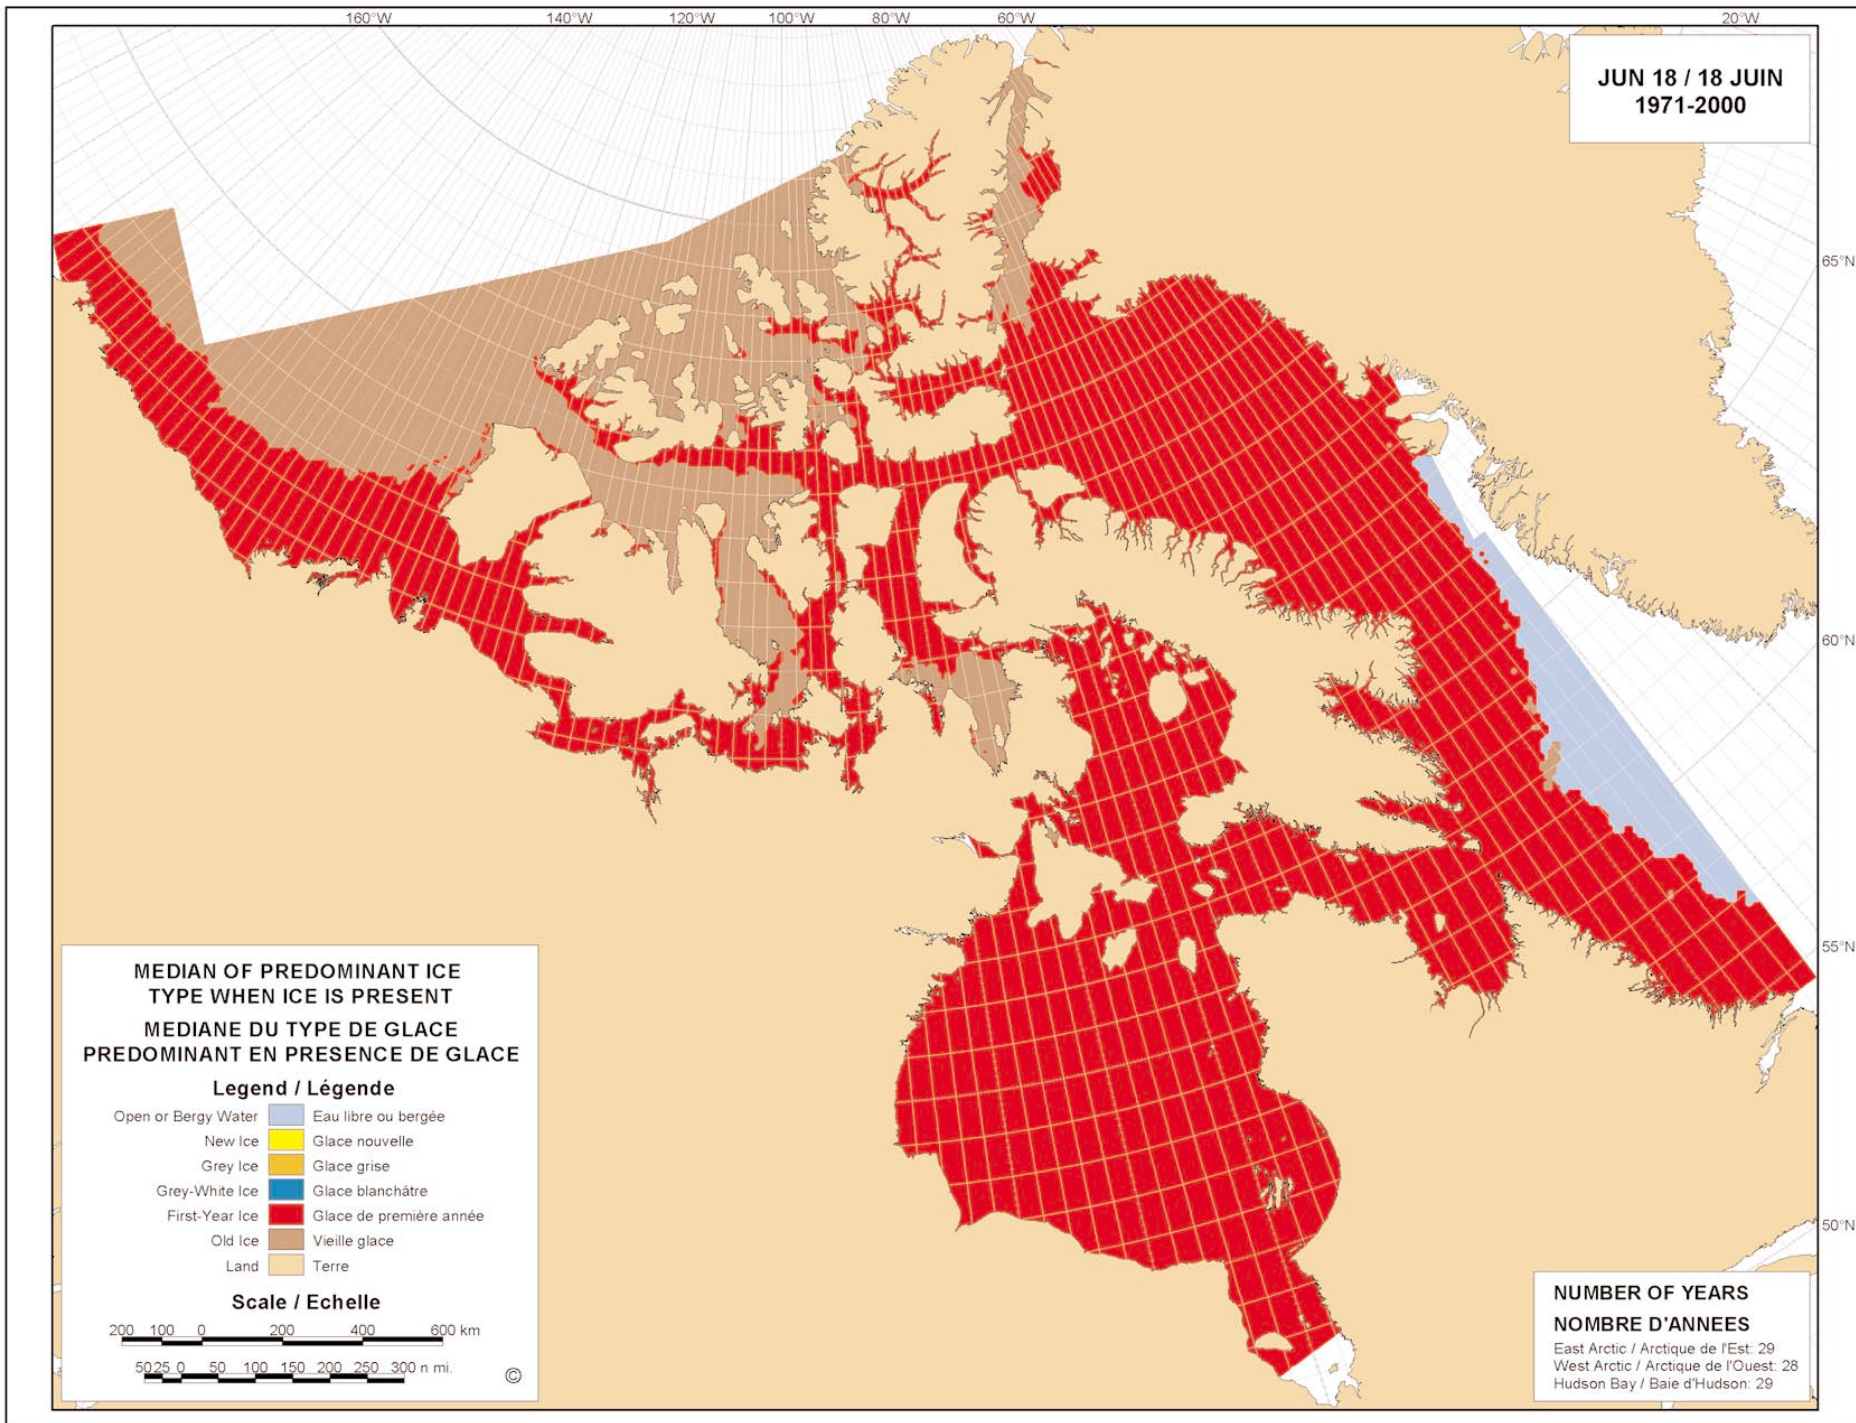 160°W 140°W 120°W 100°W 80°W 60°W 20°W
JUN 18 / 18 JUIN
1971-2000
65°N
60°N
55°N
50°N
MEDIAN OF PREDOMINANT ICE
TYPE WHEN ICE IS PRESENT
MEDIANE DU TYPE DE GLACE
PREDOMINANT EN PRESENCE DE GLACE
Legend / Légende
Open or Bergy Water Eau libre ou bergée
New Ice Glace nouvelle
Grey Ice Glace grise
Grey-White Ice Glace blanchâtre
First-Year Ice Glace de première année
Old Ice Vieille glace
Land Terre
Scale / Echelle
200 100 0 200 400 600 km
50 25 0 50 100 150 200 250 300 n mi.
©
NUMBER OF YEARS
NOMBRE D'ANNEES
East Arctic / Arctique de l'Est: 29
West Arctic / Arctique de l'Ouest: 28
Hudson Bay / Baie d'Hudson: 29